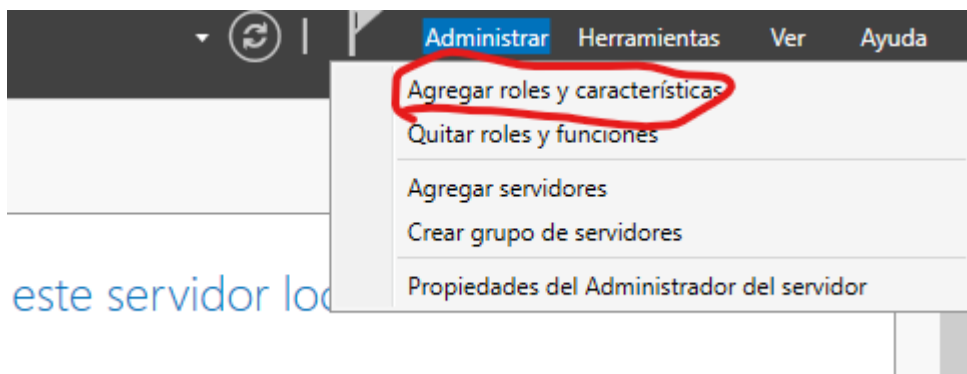 Administrar Herramientas Ver Ayuda
Agregar roles y características
Quitar roles y funciones
Agregar servidores
Crear grupo de servidores
Propiedades del Administrador del servidor
este servidor loc